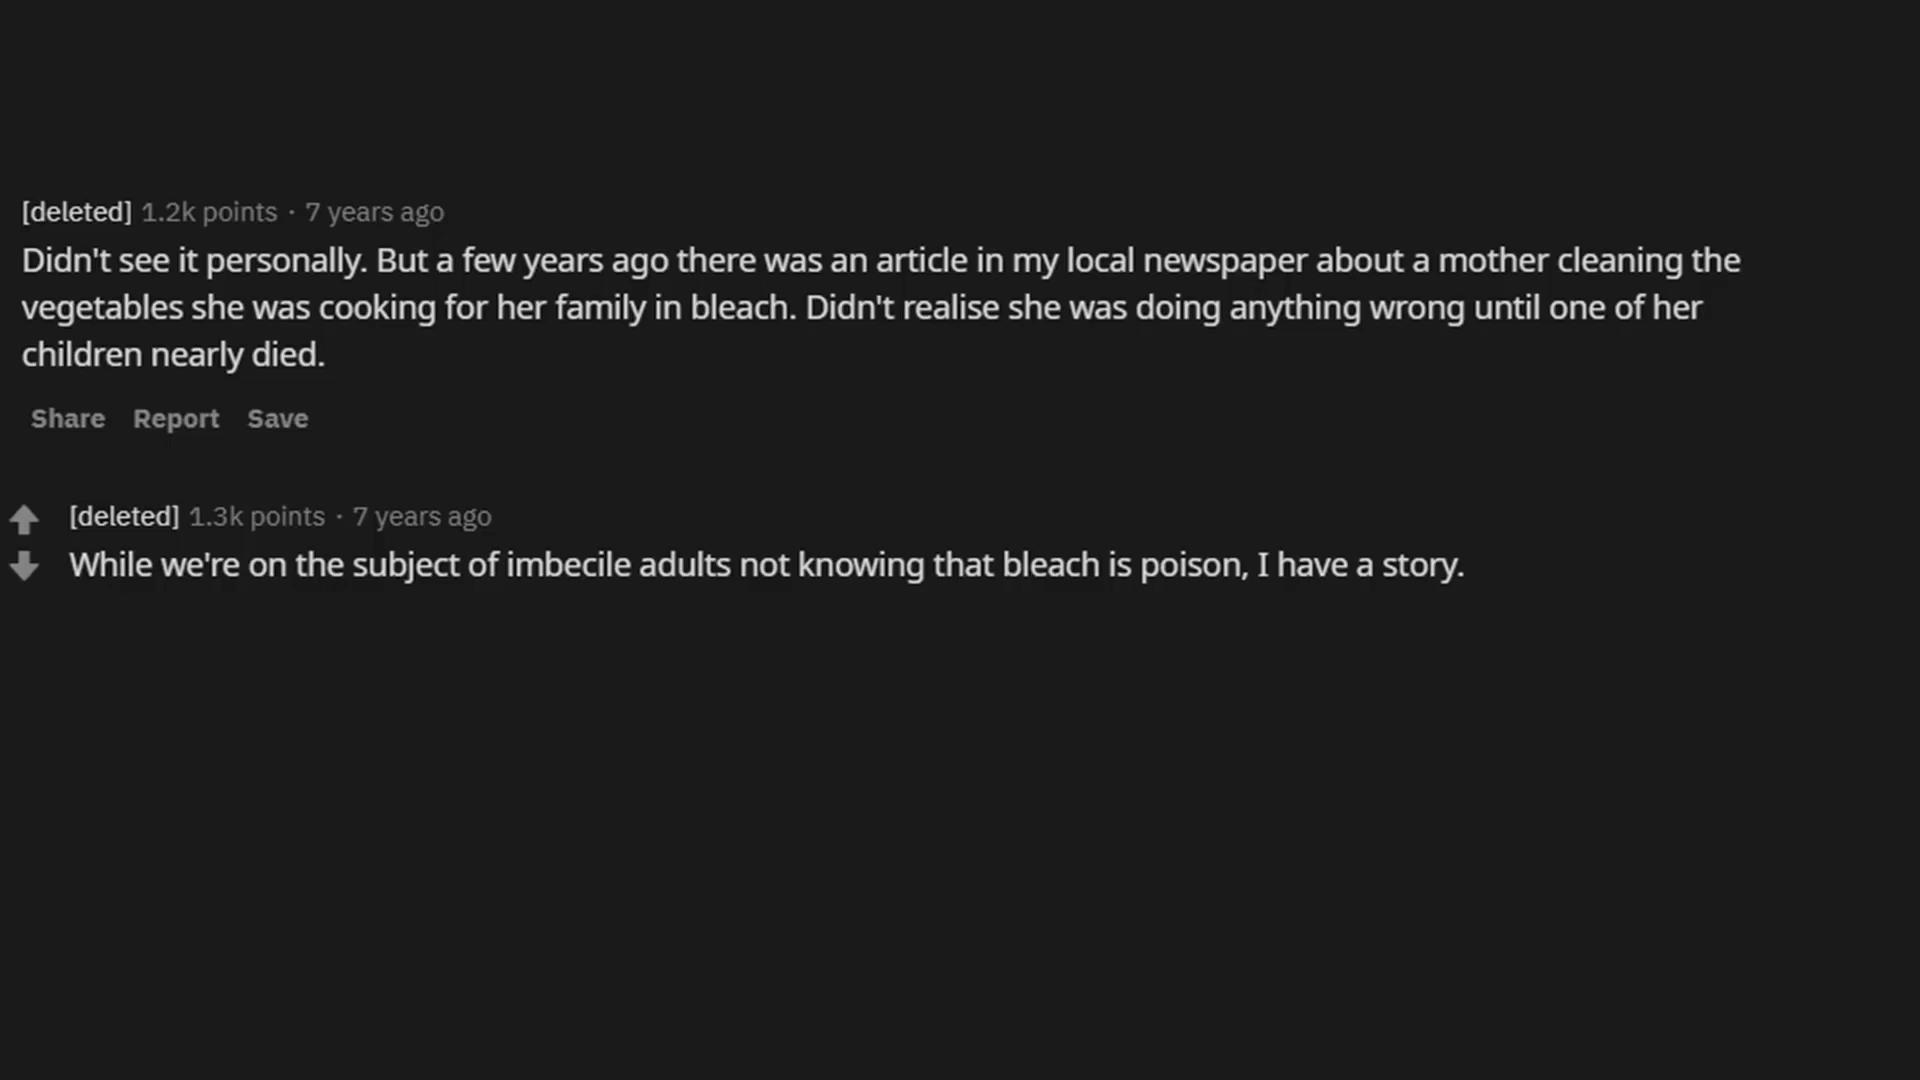 [deleted] 1.2k points · 7 years ago
Didn't see it personally. But a few years ago there was an article in my local newspaper about a mother cleaning the
vegetables she was cooking for her family in bleach. Didn't realise she was doing anything wrong until one of her
children nearly died.
Share Report Save
[deleted] 1.3k points · 7 years ago
While we're on the subject of imbecile adults not knowing that bleach is poison, I have a story.